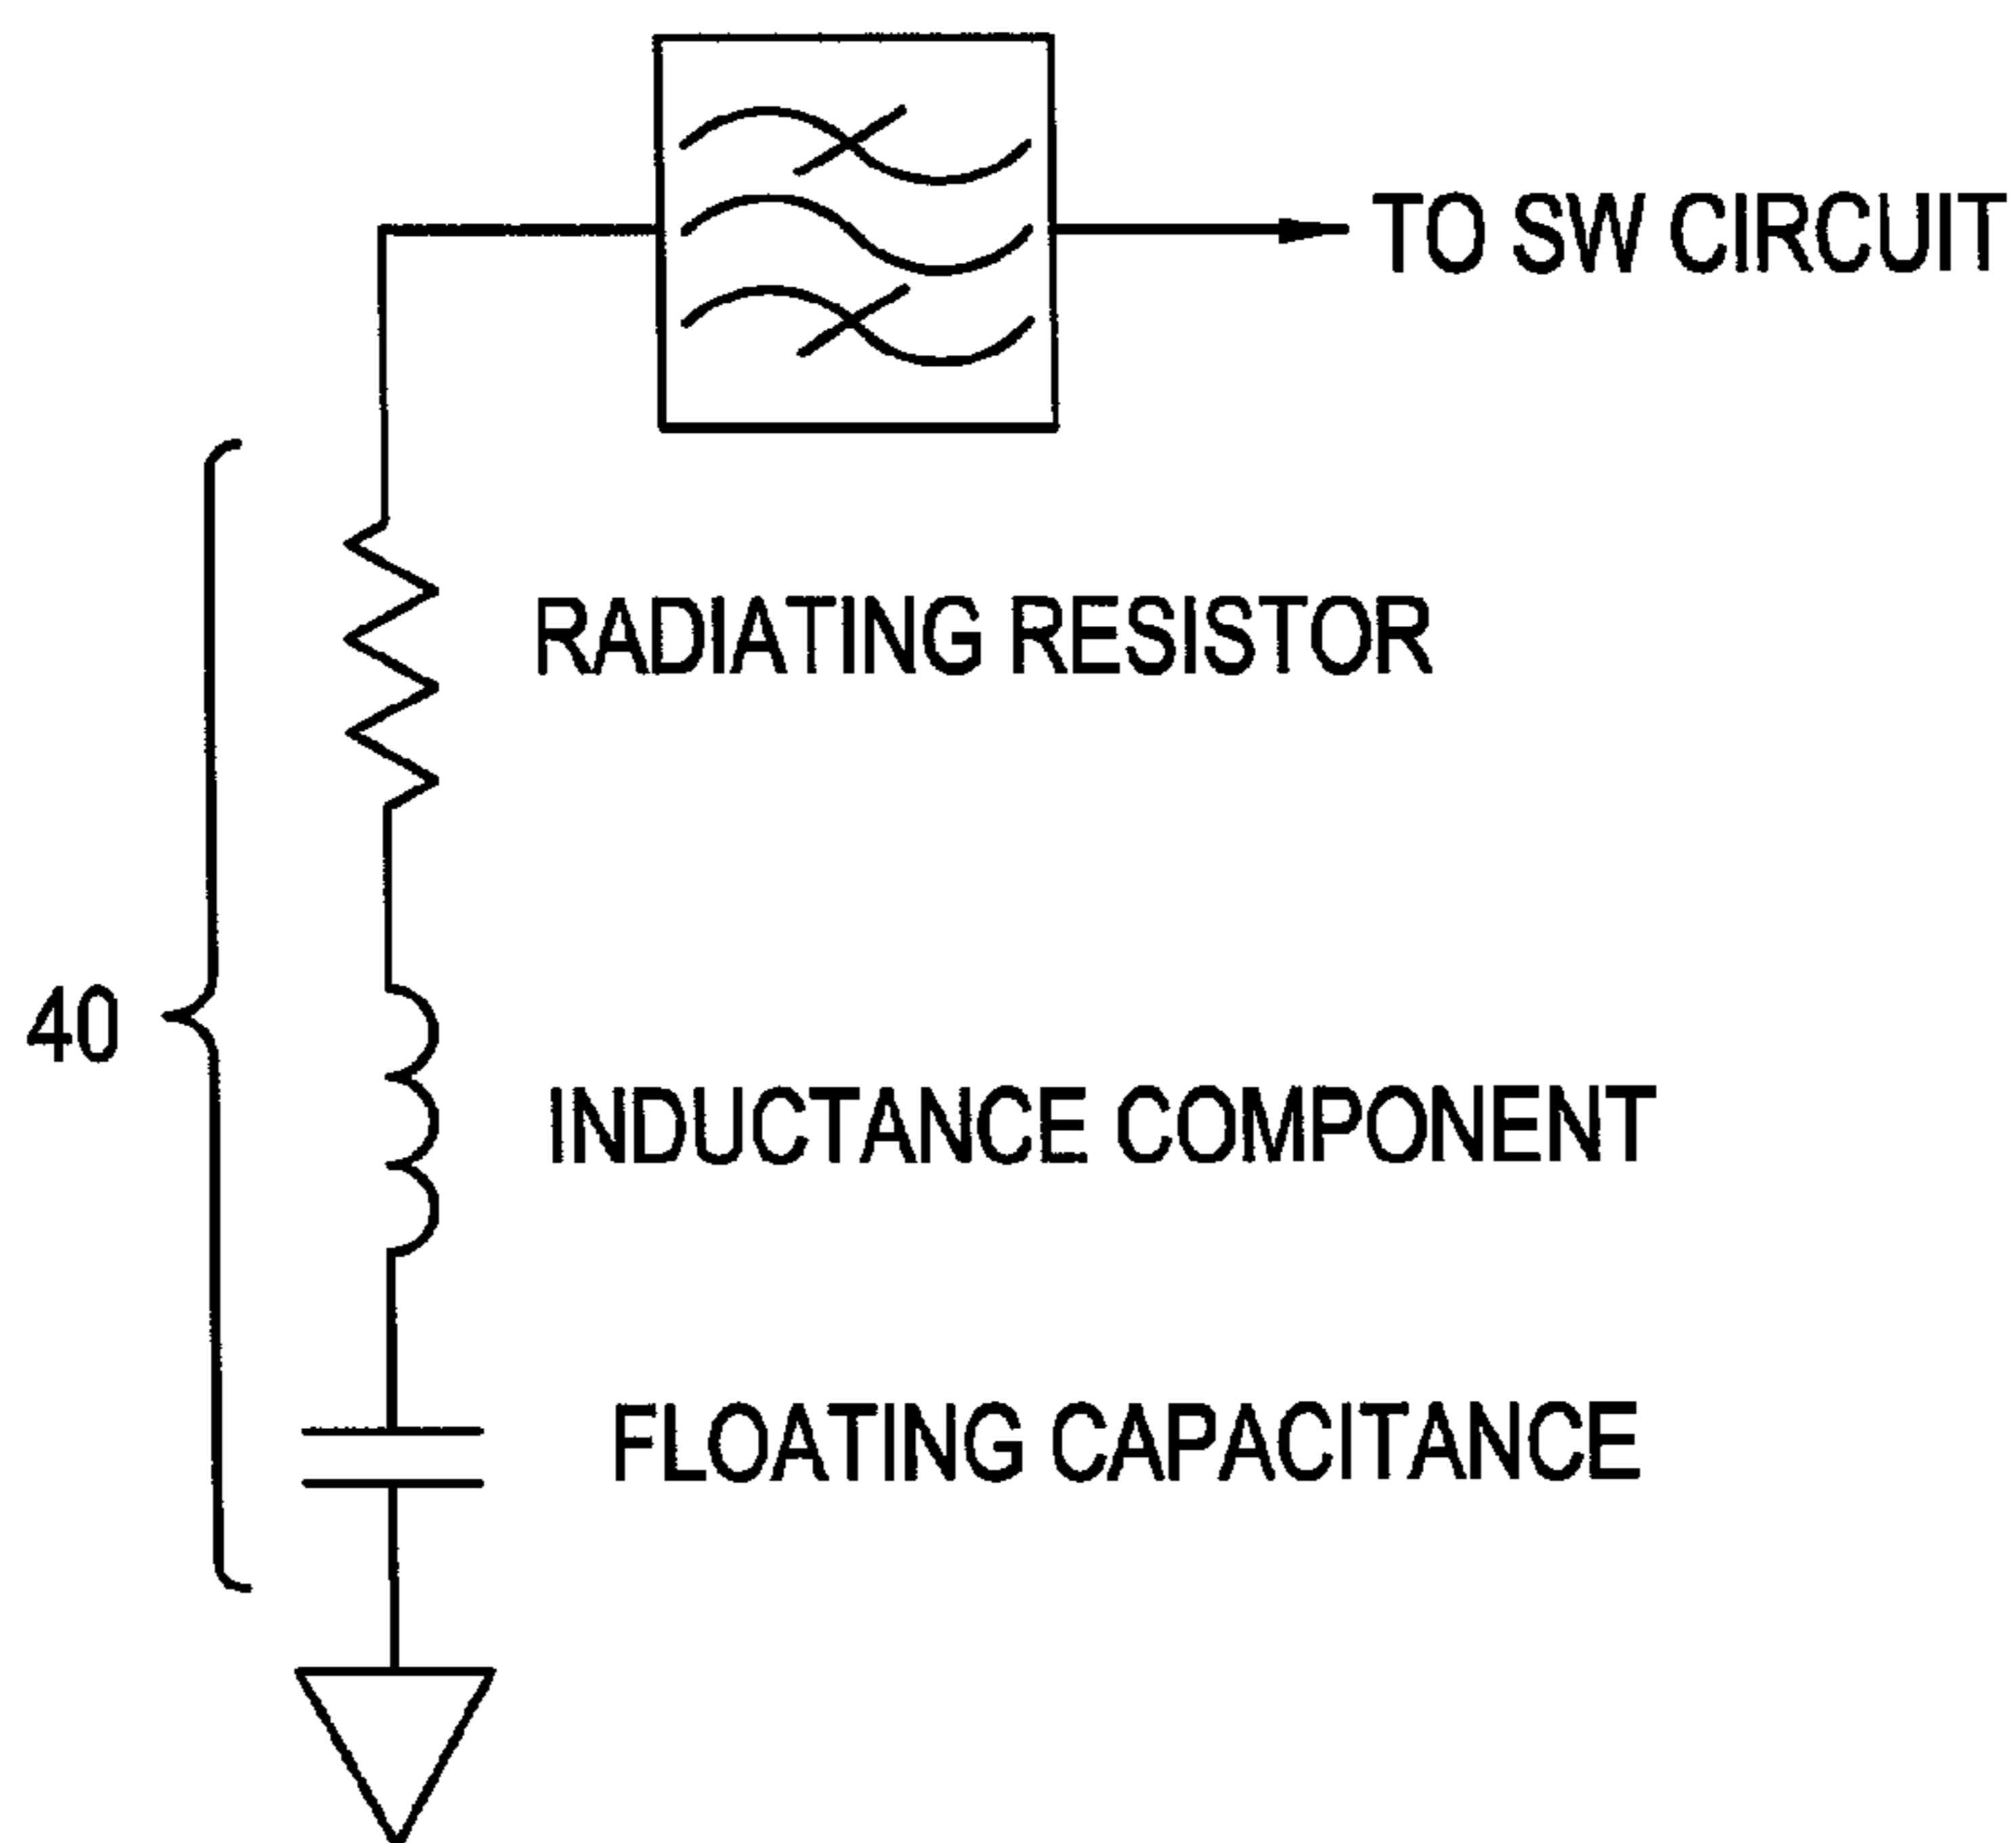 TO SW CIRCUIT
RADIATING RESISTOR
40
INDUCTANCE COMPONENT
FLOATING CAPACITANCE